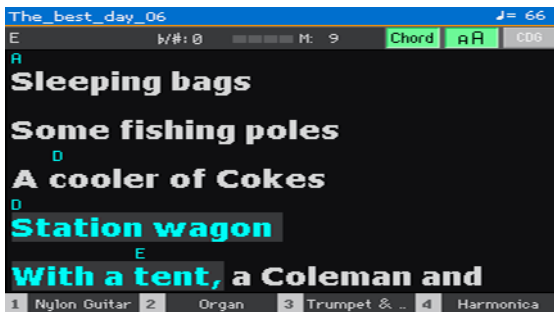 The_best_day_06 ♩= 66
E ♭/#: 0 M: 9 Chord AA CDG
A
Sleeping bags
Some fishing poles
D
A cooler of Cokes
D
Station wagon
E
With a tent, a Coleman and
1 Nylon Guitar 2 Organ 3 Trumpet & .. 4 Harmonica